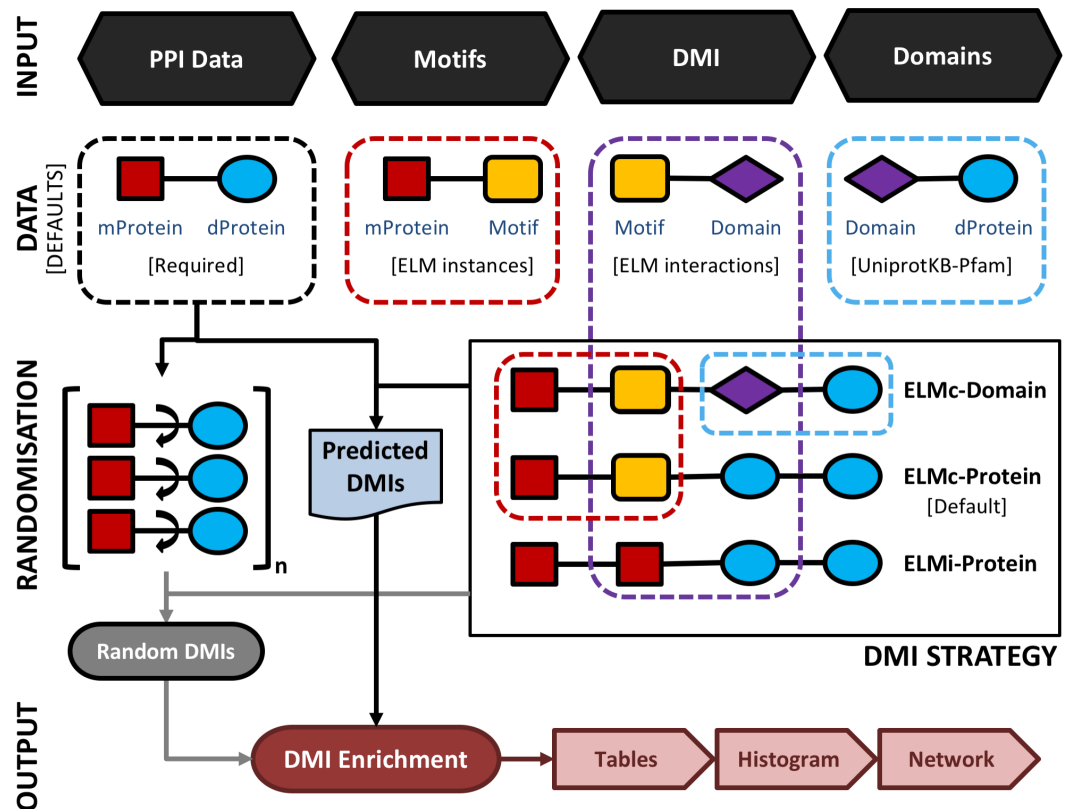 INPUT
PPI Data
Motifs
DMI
Domains
DATA
[DEFAULTS]
mProtein dProtein
[Required]
mProtein Motif
[ELM instances]
Motif Domain
[ELM interactions]
Domain dProtein
[UniprotKB-Pfam]
RANDOMISATION
n
Predicted
DMIs
ELMc-Domain
ELMc-Protein
[Default]
ELMi-Protein
DMI STRATEGY
Random DMIs
OUTPUT
DMI Enrichment
Tables
Histogram
Network